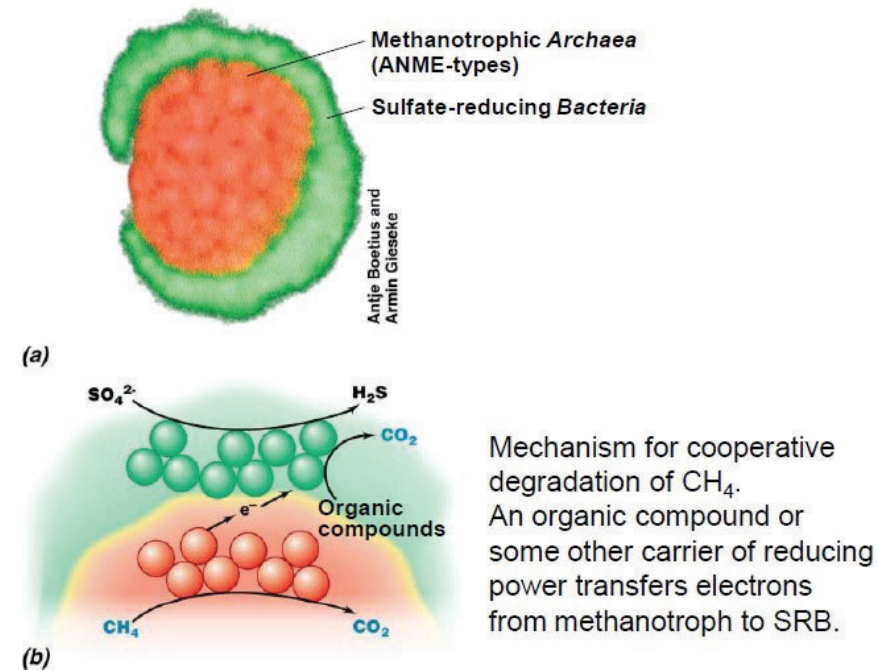 Methanotrophic Archaea
(ANME-types)
Sulfate-reducing Bacteria
Antje Boetius and
Armin Gieseke
(a)
SO₄²⁻
H₂S
CO₂
e⁻
Organic
compounds
CH₄
CO₂
(b)
Mechanism for cooperative
degradation of CH₄.
An organic compound or
some other carrier of reducing
power transfers electrons
from methanotroph to SRB.